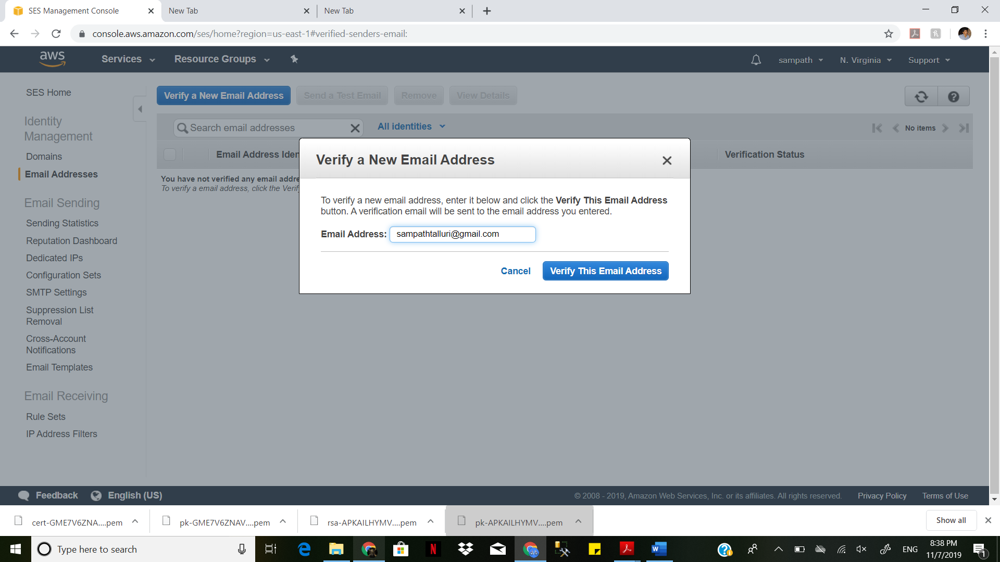 SES Management Console
New Tab
New Tab
console.aws.amazon.com/ses/home?region=us-east-1#verified-senders-email:
aws
Services
Resource Groups
sampath
N. Virginia
Support
SES Home
Identity
Management
Domains
Email Addresses
Email Sending
Sending Statistics
Reputation Dashboard
Dedicated IPs
Configuration Sets
SMTP Settings
Suppression List
Removal
Cross-Account
Notifications
Email Templates
Email Receiving
Rule Sets
IP Address Filters
Verify a New Email Address
Send a Test Email
Remove
View Details
Search email addresses
All identities
No items
Email Address Iden
Verification Status
You have not verified any email addre
To verify a email address, click the Verif
Verify a New Email Address
To verify a new email address, enter it below and click the Verify This Email Address
button. A verification email will be sent to the email address you entered.
Email Address: sampathtalluri@gmail.com
Cancel
Verify This Email Address
Feedback
English (US)
© 2008 - 2019, Amazon Web Services, Inc. or its affiliates. All rights reserved.
Privacy Policy
Terms of Use
cert-GME7V6ZNA....pem
pk-GME7V6ZNAV....pem
rsa-APKAILHYMV....pem
pk-APKAILHYMV....pem
Show all
Type here to search
ENG
8:38 PM
11/7/2019
1